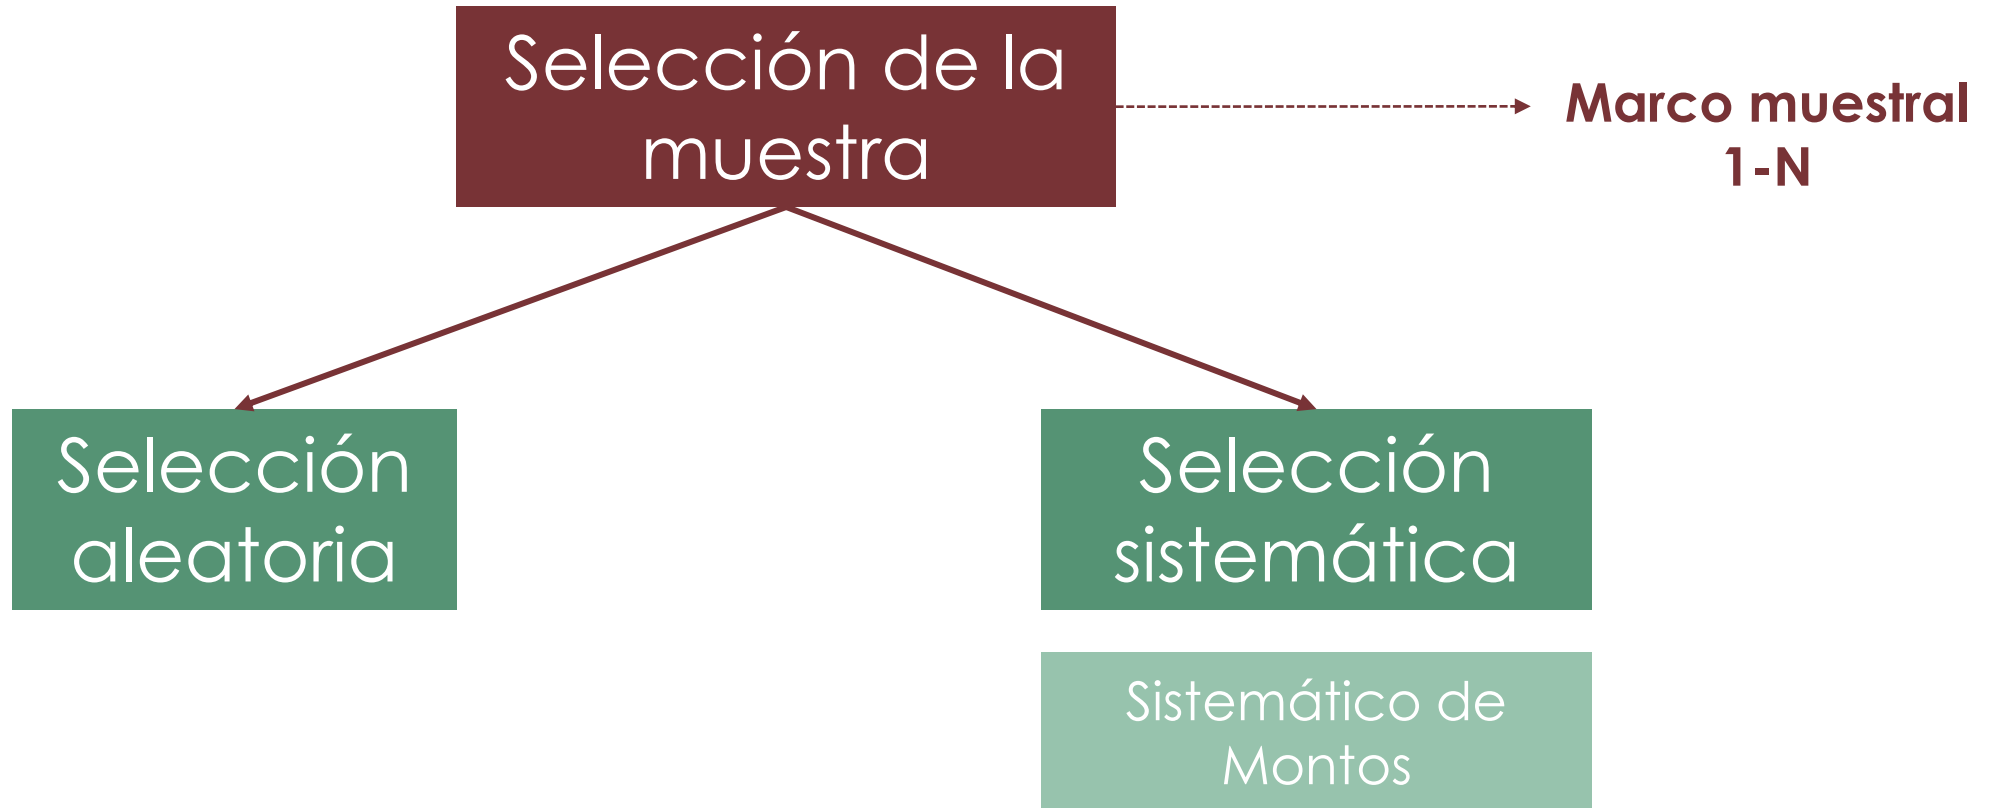 Selección de la
muestra
Marco muestral
1-N
Selección
aleatoria
Selección
sistemática
Sistemático de
Montos